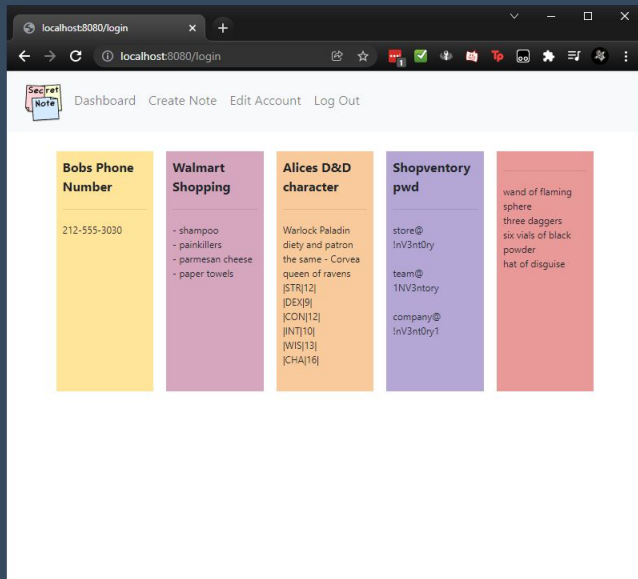 localhost:8080/login
localhost:8080/login
1
Tp
Secret
Note
Dashboard
Create Note
Edit Account
Log Out
Bobs Phone
Number
212-555-3030
Walmart
Shopping
- shampoo
- painkillers
- parmesan cheese
- paper towels
Alices D&D
character
Warlock Paladin
diety and patron
the same - Corvea
queen of ravens
|STR|12|
|DEX|9|
|CON|12|
|INT|10|
|WIS|13|
|CHA|16|
Shopventory
pwd
store@
!nV3nt0ry
team@
1NV3ntory
company@
!nV3nt0ry1
wand of flaming
sphere
three daggers
six vials of black
powder
hat of disguise